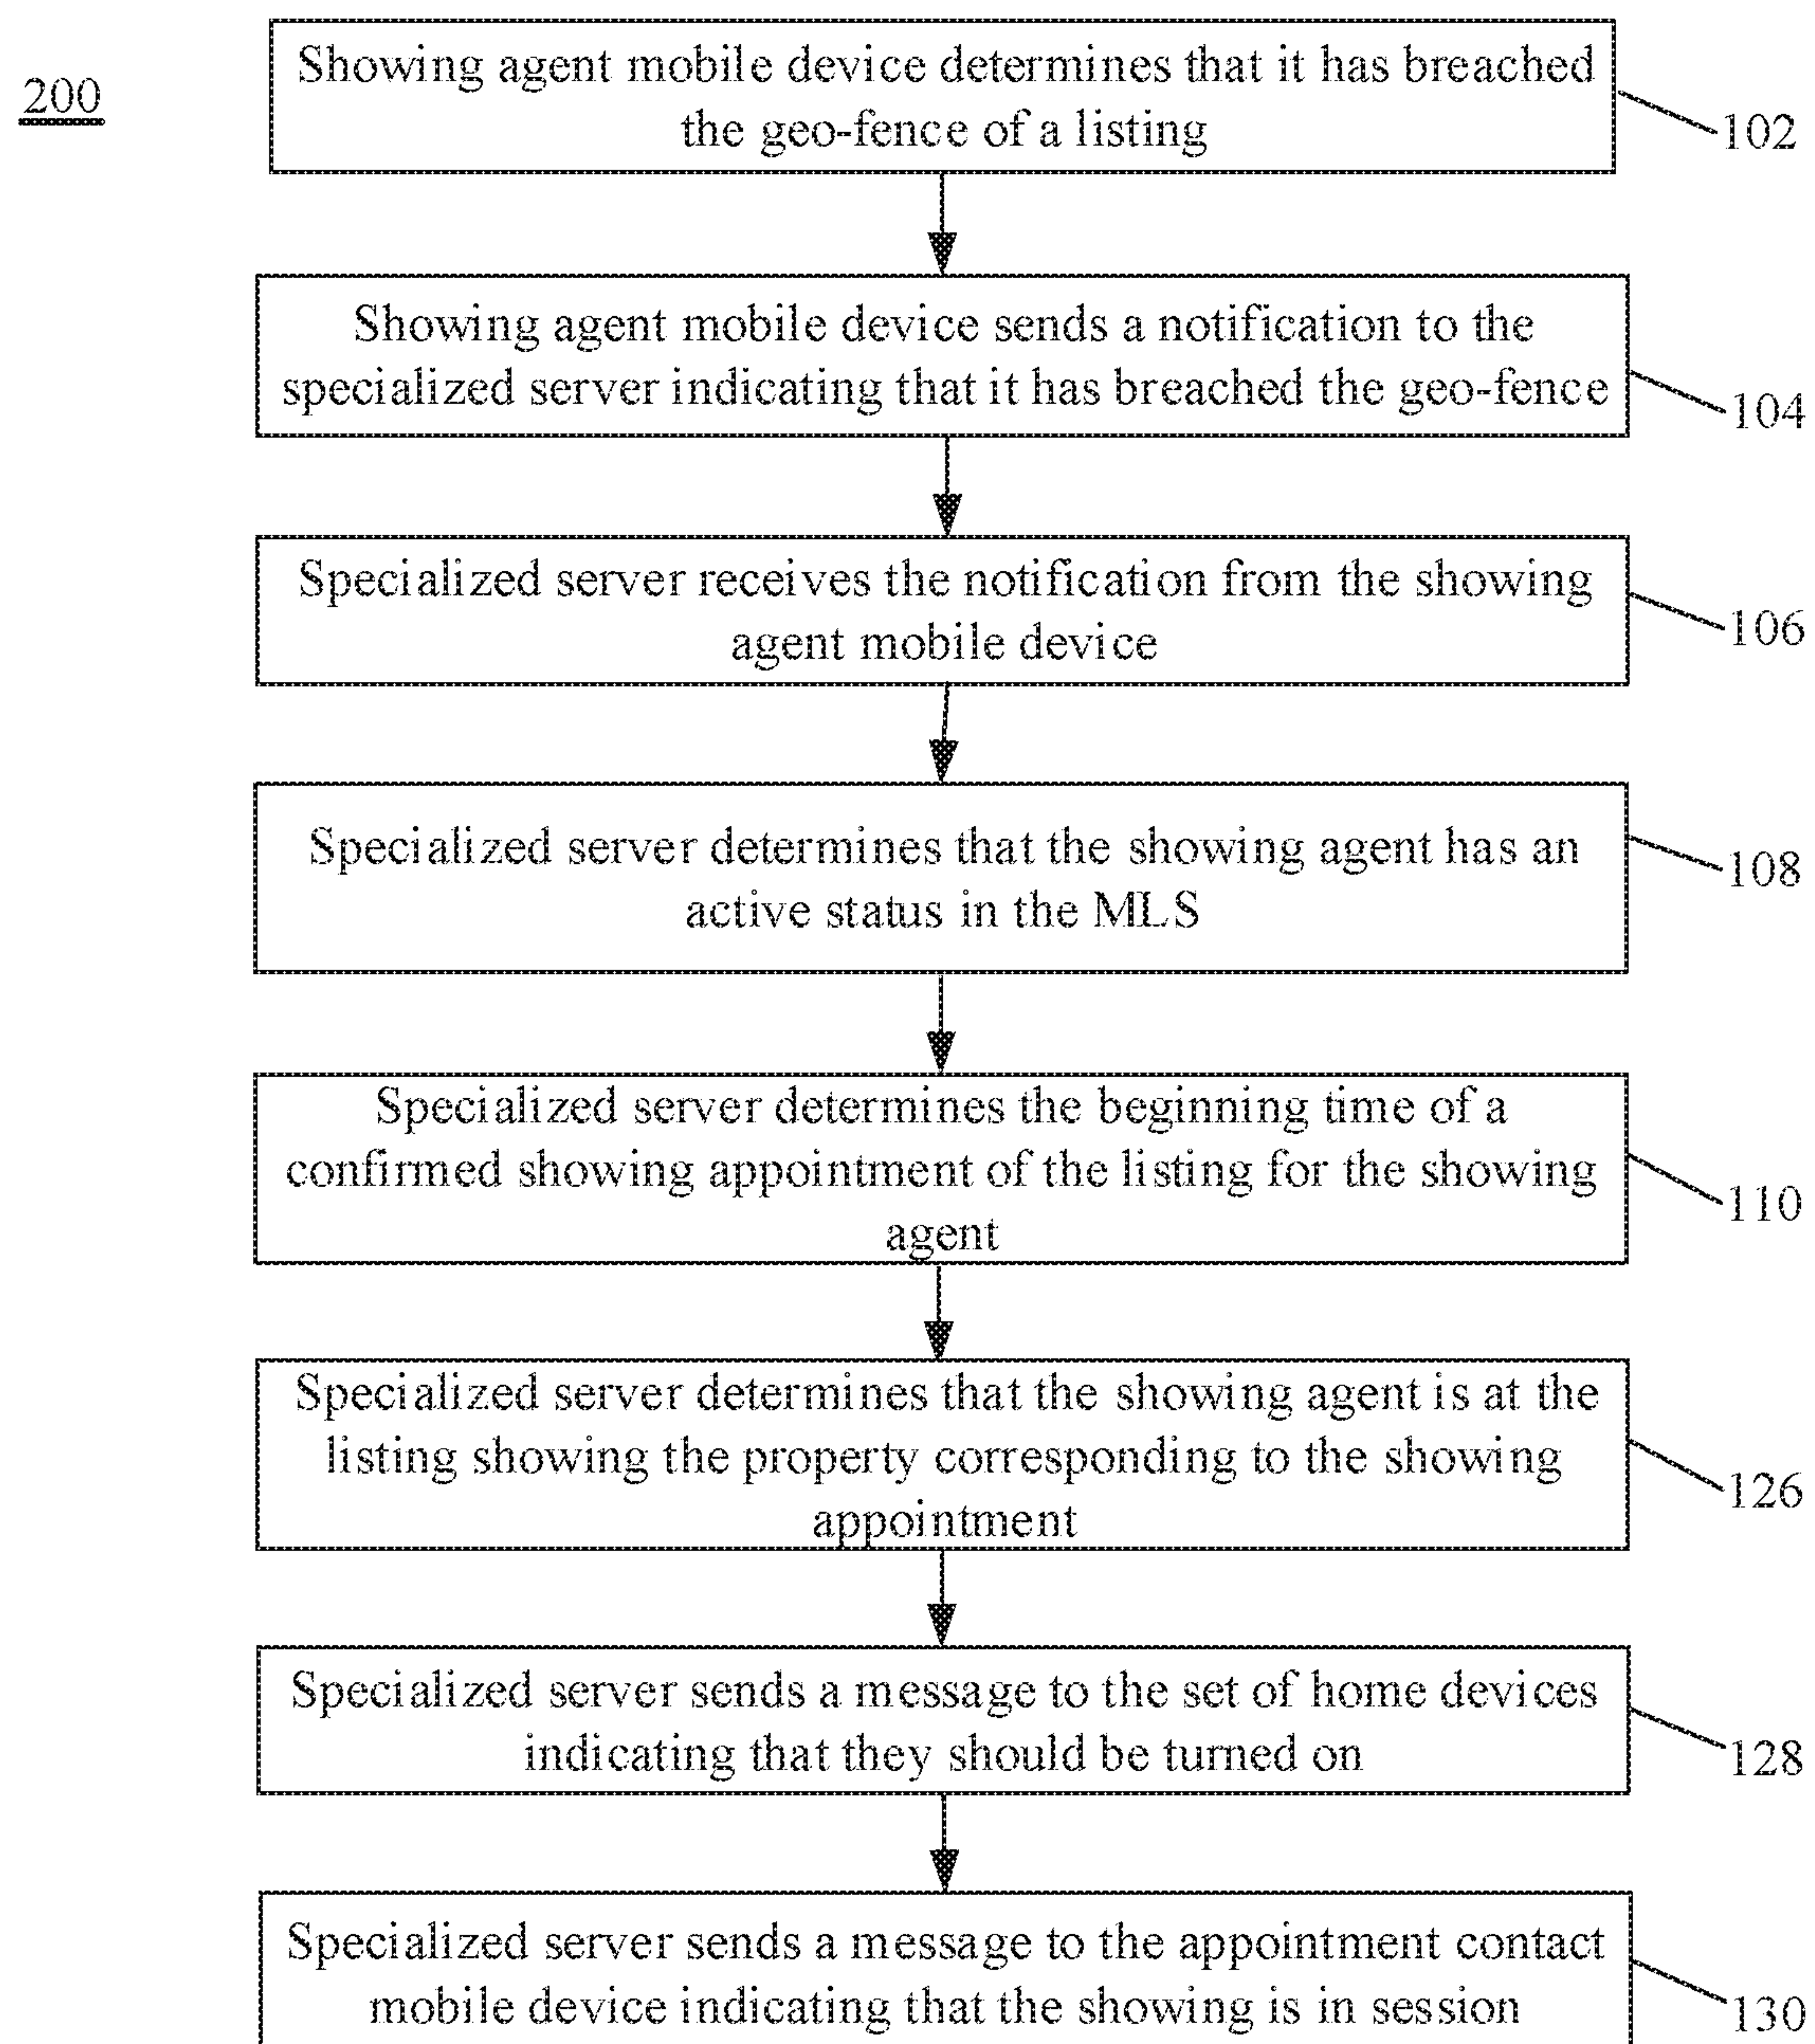 200
Showing agent mobile device determines that it has breached
the geo-fence of a listing
102
Showing agent mobile device sends a notification to the
specialized server indicating that it has breached the geo-fence
104
Specialized server receives the notification from the showing
agent mobile device
106
Specialized server determines that the showing agent has an
active status in the MLS
108
Specialized server determines the beginning time of a
confirmed showing appointment of the listing for the showing
agent
110
Specialized server determines that the showing agent is at the
listing showing the property corresponding to the showing
appointment
126
Specialized server sends a message to the set of home devices
indicating that they should be turned on
128
Specialized server sends a message to the appointment contact
mobile device indicating that the showing is in session
130